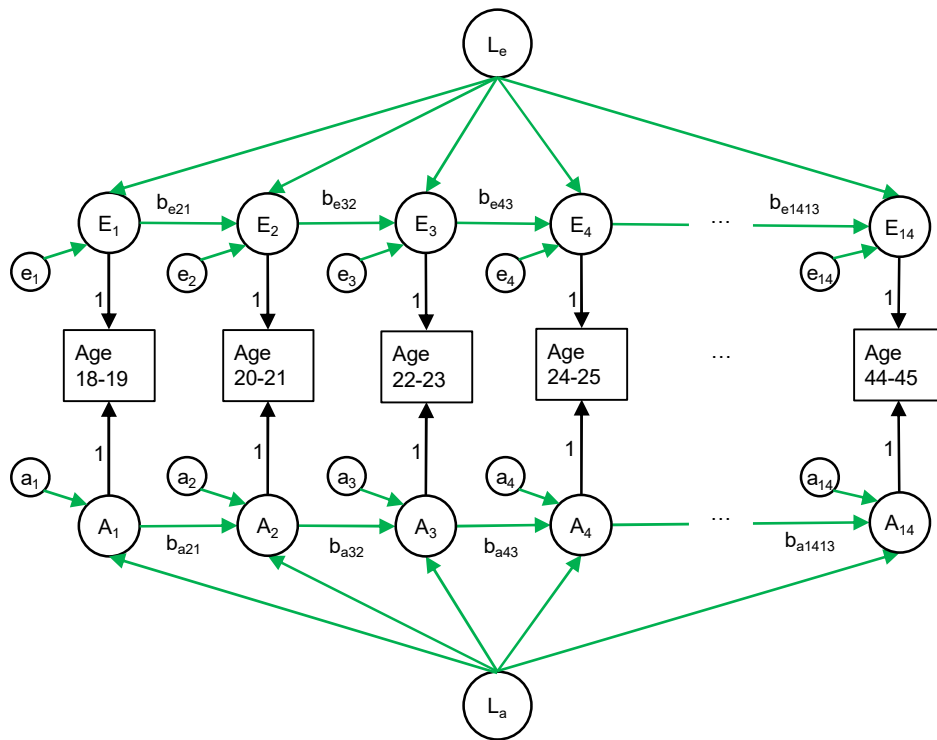 Lₑ
bₑ₂₁
bₑ₃₂
bₑ₄₃
...
bₑ₁₄₁₃
E₁
E₂
E₃
E₄
E₁₄
e₁
e₂
e₃
e₄
e₁₄
1
1
1
1
1
Age
18-19
Age
20-21
Age
22-23
Age
24-25
...
Age
44-45
1
1
1
1
1
a₁
a₂
a₃
a₄
a₁₄
A₁
A₂
A₃
A₄
...
A₁₄
bₐ₂₁
bₐ₃₂
bₐ₄₃
bₐ₁₄₁₃
Lₐ